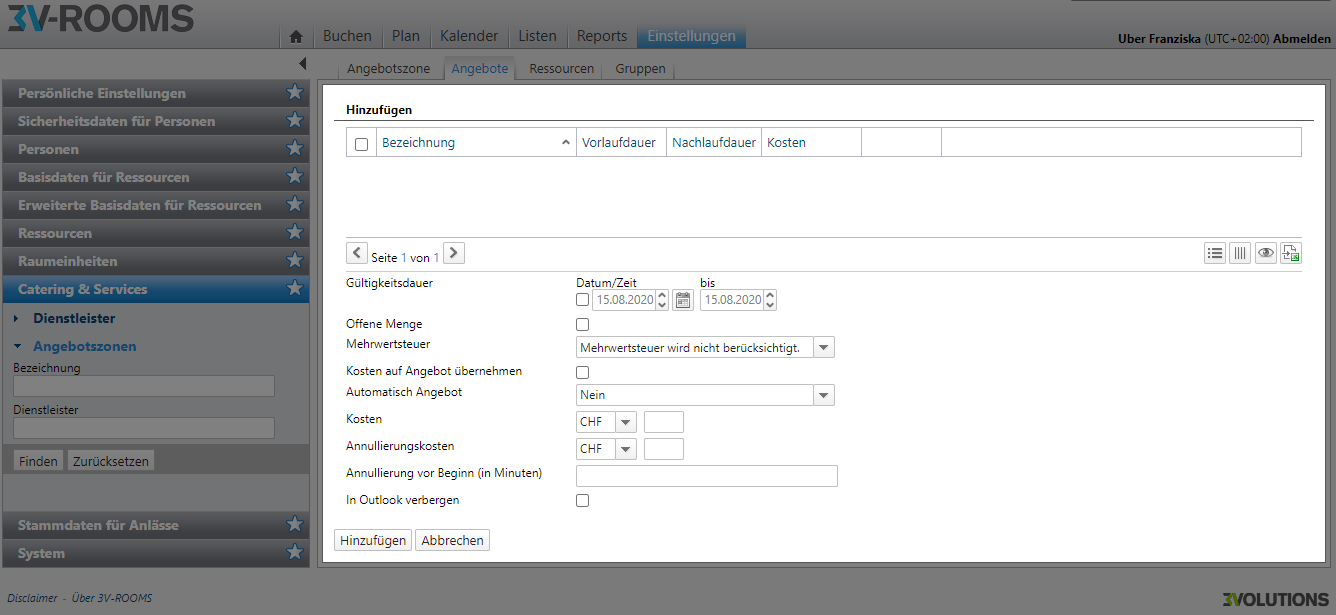 3V-ROOMS
Buchen Plan Kalender Listen Reports Einstellungen
Uber Franziska (UTC+02:00) Abmelden
Angebotszone Angebote Ressourcen Gruppen
Persönliche Einstellungen
Sicherheitsdaten für Personen
Personen
Basisdaten für Ressourcen
Erweiterte Basisdaten für Ressourcen
Ressourcen
Raumeinheiten
Catering & Services
Dienstleister
Angebotszonen
Bezeichnung
Dienstleister
Finden Zurücksetzen
Stammdaten für Anlässe
System
Hinzufügen
Bezeichnung Vorlaufdauer Nachlaufdauer Kosten
Seite 1 von 1
Gültigkeitsdauer Datum/Zeit bis
15.08.2020 15.08.2020
Offene Menge
Mehrwertsteuer Mehrwertsteuer wird nicht berücksichtigt.
Kosten auf Angebot übernehmen
Automatisch Angebot Nein
Kosten CHF
Annullierungskosten CHF
Annullierung vor Beginn (in Minuten)
In Outlook verbergen
Hinzufügen Abbrechen
Disclaimer - Über 3V-ROOMS
3VOLUTIONS